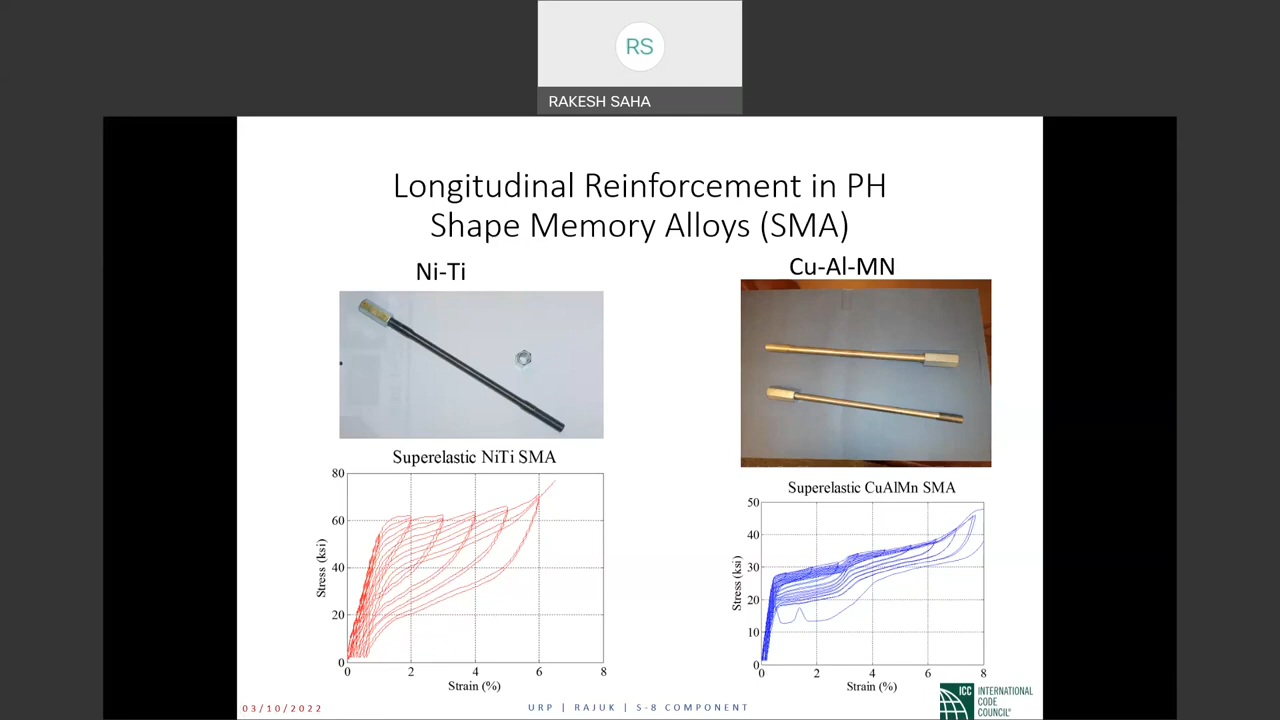 RS
RAKESH SAHA
Longitudinal Reinforcement in PH
Shape Memory Alloys (SMA)
Ni-Ti
Cu-Al-MN
Superelastic NiTi SMA
80
60
40
20
0
Stress (ksi)
0 2 4 6 8
Strain (%)
Superelastic CuAlMn SMA
50
40
30
20
10
0
Stress (ksi)
0 2 4 6 8
Strain (%)
03/10/2022
URP | RAJUK | S-8 COMPONENT
ICC
INTERNATIONAL
CODE
COUNCIL®